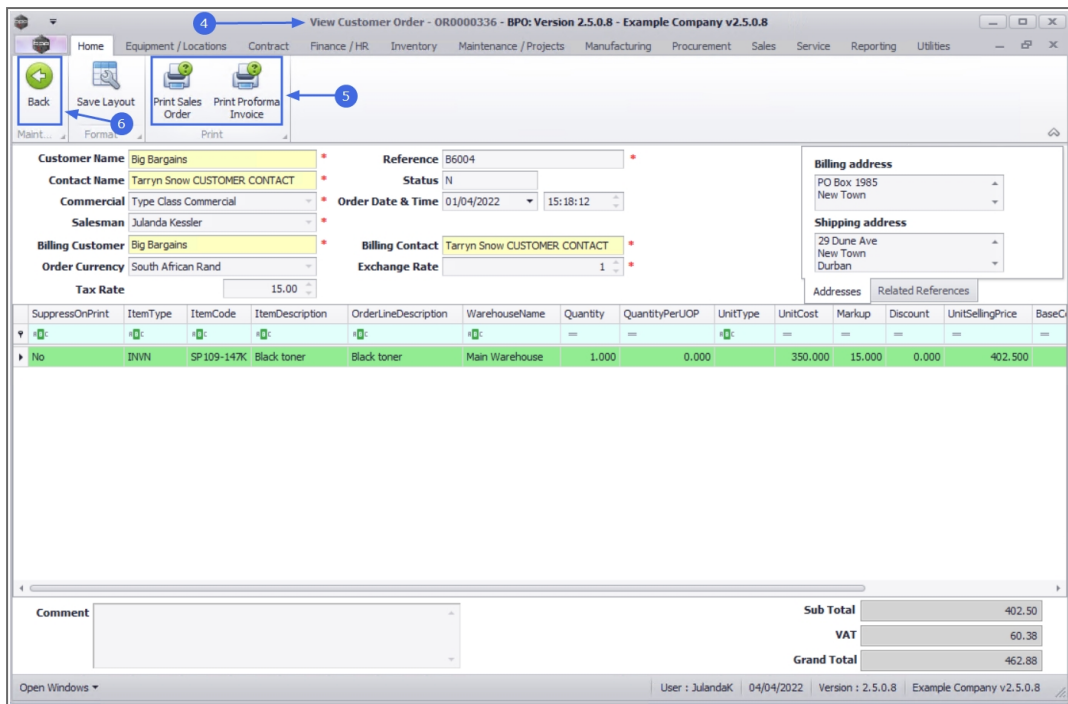 4
View Customer Order - OR0000336 - BPO: Version 2.5.0.8 - Example Company v2.5.0.8
Home Equipment / Locations Contract Finance / HR Inventory Maintenance / Projects Manufacturing Procurement Sales Service Reporting Utilities
Back Save Layout Print Sales Order Print Proforma Invoice
5
6
Maint... Format Print
Customer Name Big Bargains * Reference B6004 *
Contact Name Tarryn Snow CUSTOMER CONTACT * Status N
Commercial Type Class Commercial * Order Date & Time 01/04/2022 15:18:12
Salesman Julanda Kessler *
Billing Customer Big Bargains * Billing Contact Tarryn Snow CUSTOMER CONTACT *
Order Currency South African Rand Exchange Rate 1 *
Tax Rate 15.00
Billing address
PO Box 1985
New Town
Shipping address
29 Dune Ave
New Town
Durban
Addresses Related References
SuppressOnPrint ItemType ItemCode ItemDescription OrderLineDescription WarehouseName Quantity QuantityPerUOP UnitType UnitCost Markup Discount UnitSellingPrice BaseC
No INVN SP109-147K Black toner Black toner Main Warehouse 1.000 0.000 350.000 15.000 0.000 402.500
Comment
Sub Total 402.50
VAT 60.38
Grand Total 462.88
Open Windows User : JulandaK 04/04/2022 Version : 2.5.0.8 Example Company v2.5.0.8